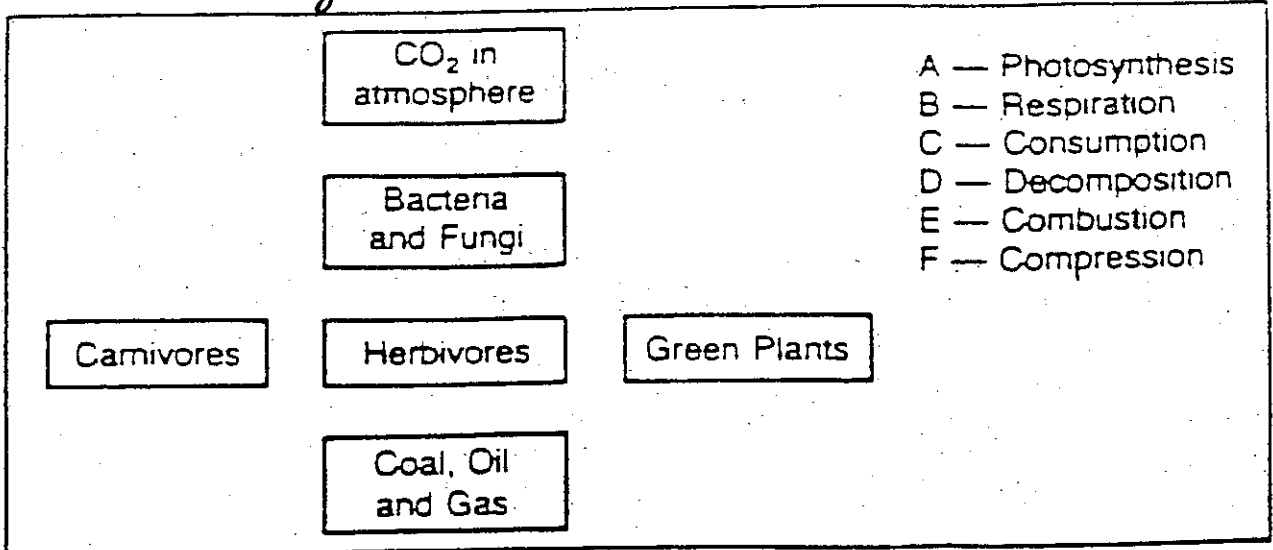 CO₂ in
atmosphere
A — Photosynthesis
B — Respiration
C — Consumption
D — Decomposition
E — Combustion
F — Compression
Bacteria
and Fungi
Carnivores
Herbivores
Green Plants
Coal, Oil
and Gas